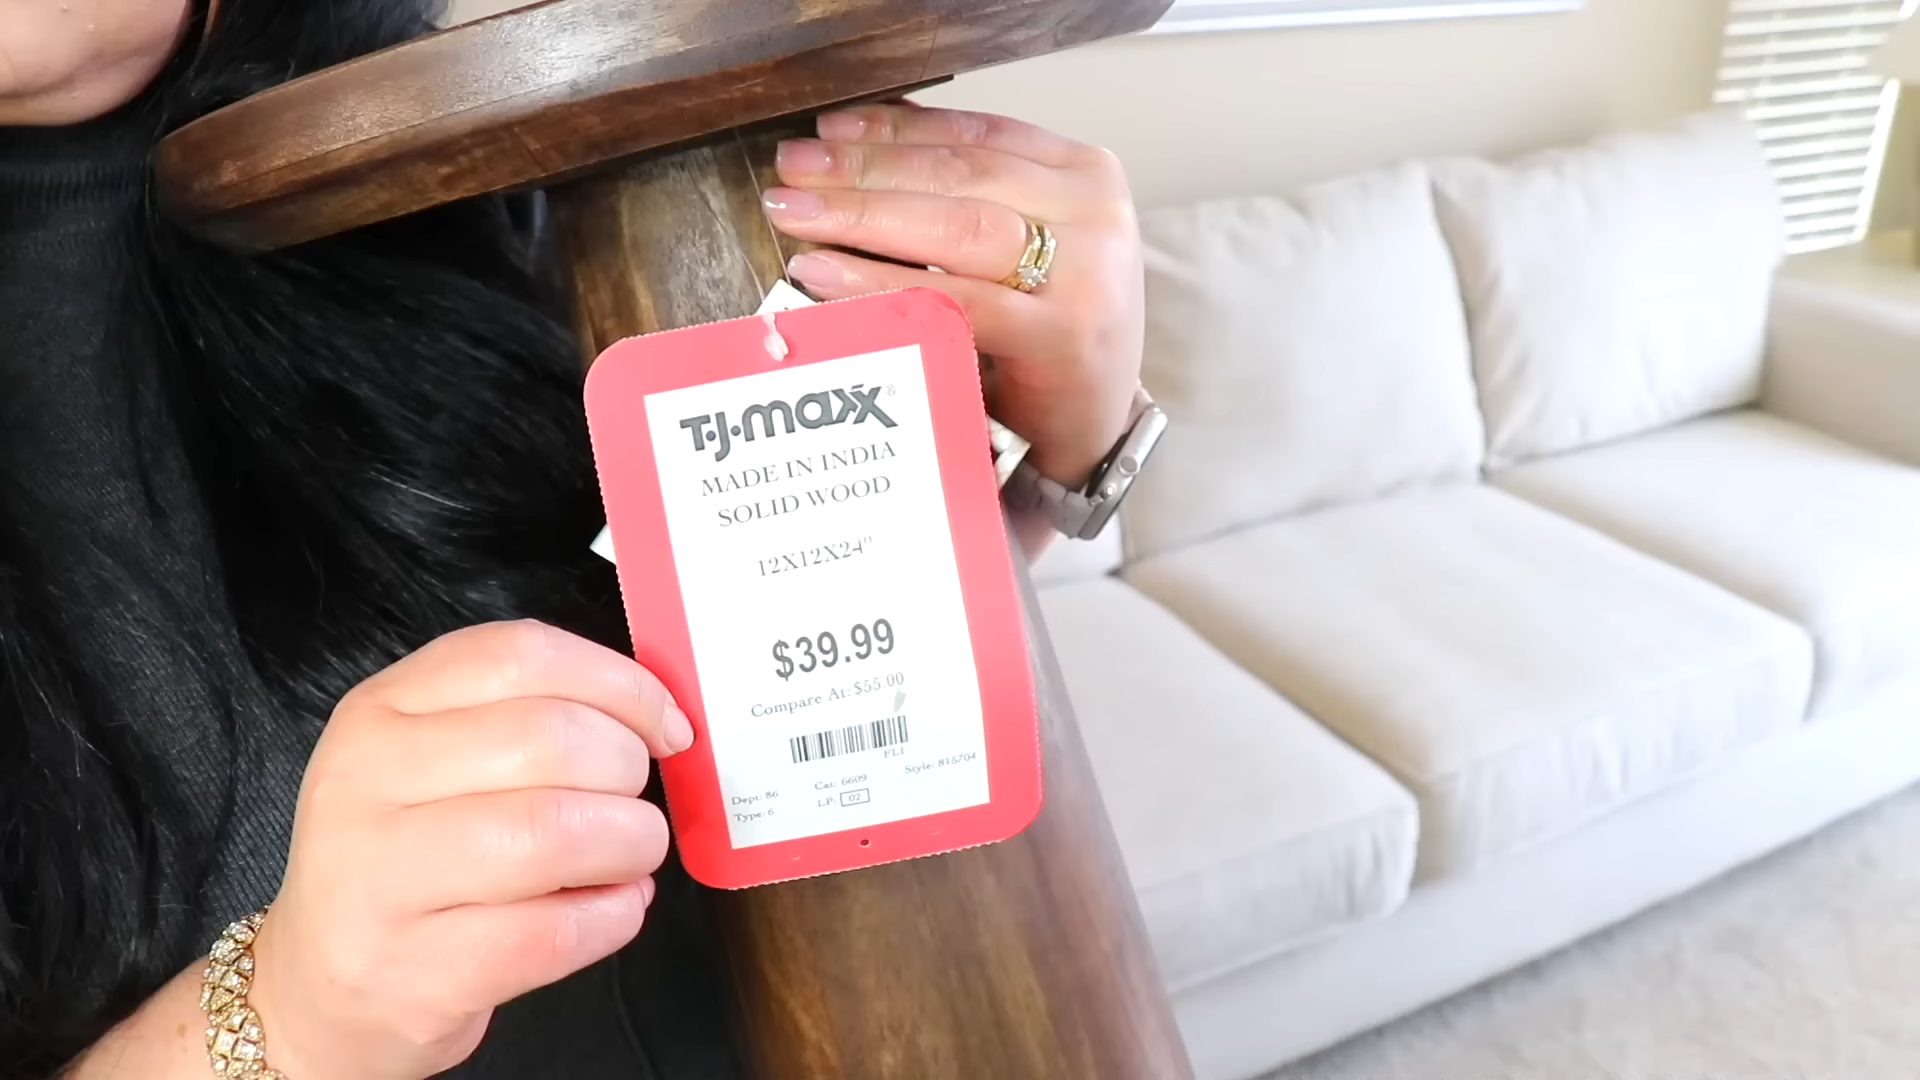 T·J·maxx®
MADE IN INDIA
SOLID WOOD
12X12X24"
$39.99
Compare At: $55.00
FLI
Dept: 86 Cat: 6609 Style: 815704
Type: 6 LP: 02